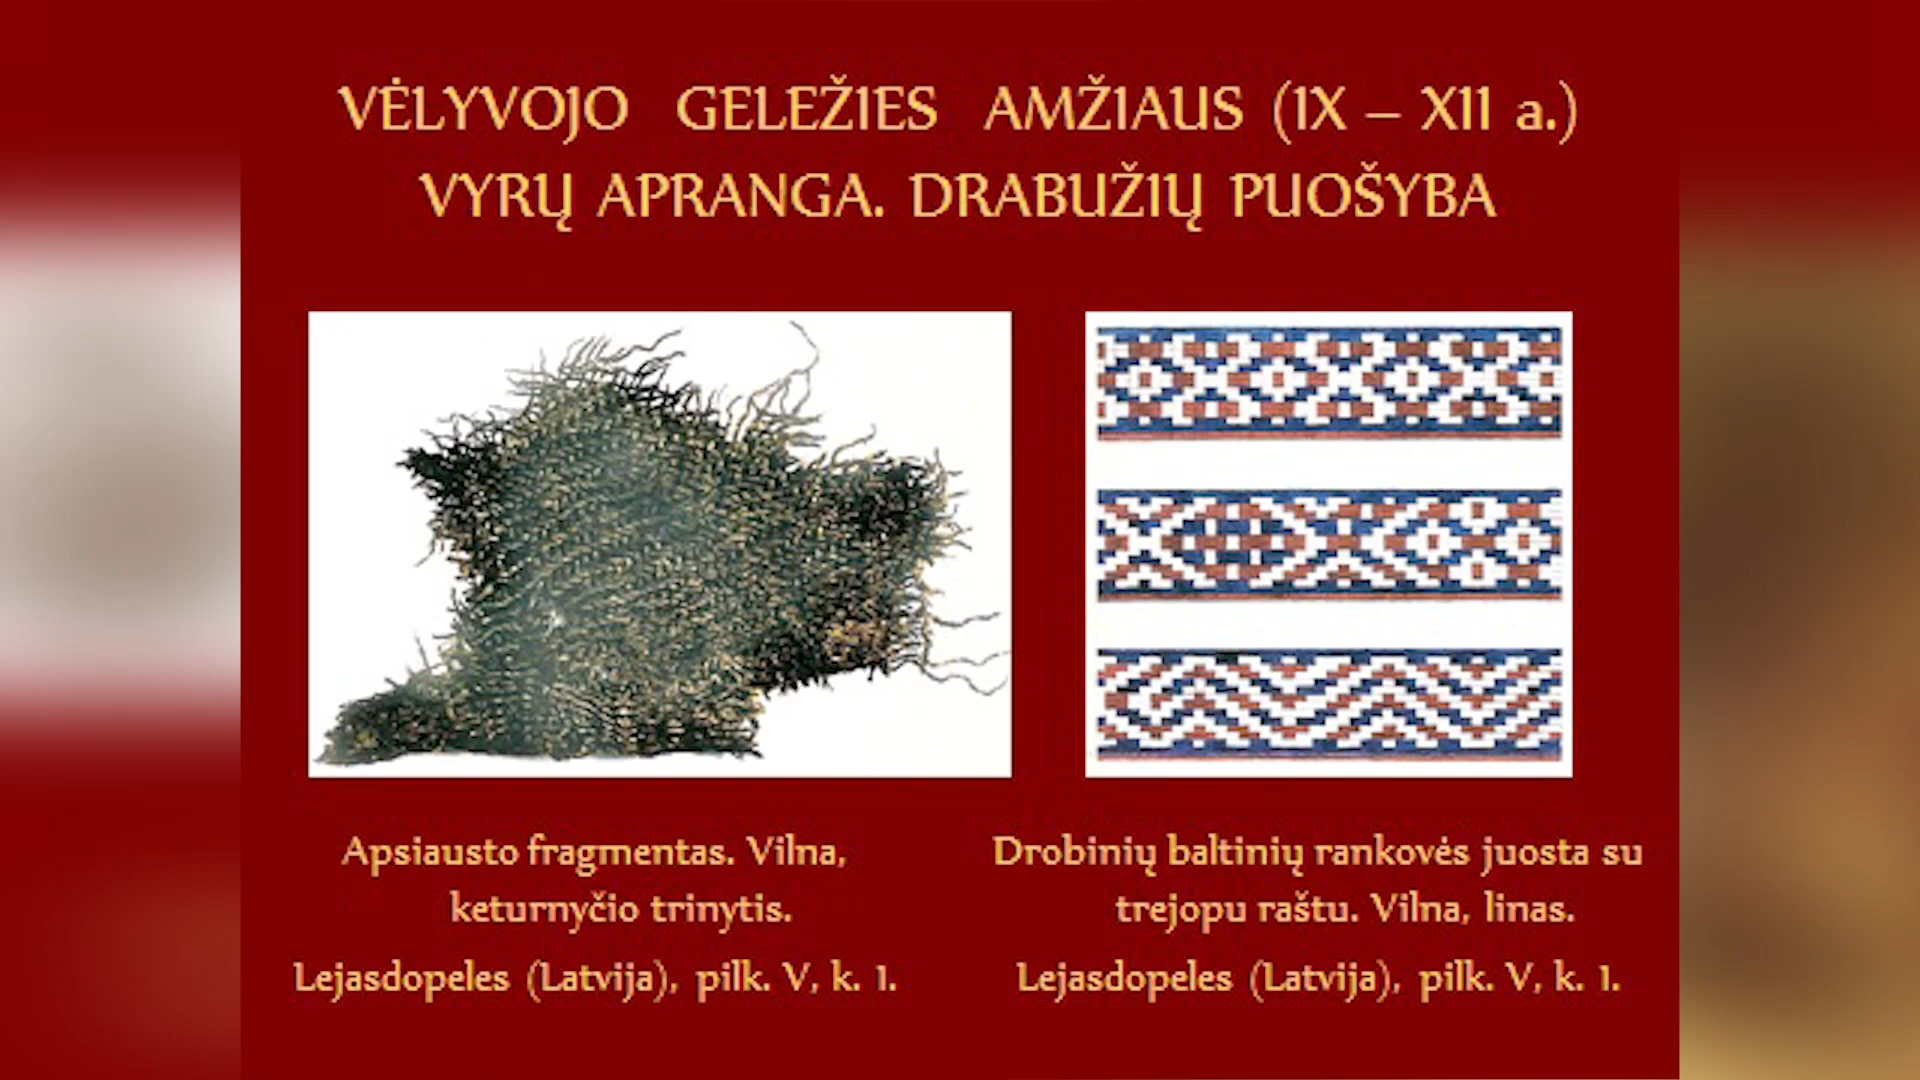 VĖLYVOJO GELEŽIES AMŽIAUS (IX – XII a.)
VYRŲ APRANGA. DRABUŽIŲ PUOŠYBA
Apsiausto fragmentas. Vilna,
keturnyčio trinytis.
Lejasdopeles (Latvija), pilk. V, k. 1.
Drobinių baltinių rankovės juosta su
trejopu raštu. Vilna, linas.
Lejasdopeles (Latvija), pilk. V, k. 1.